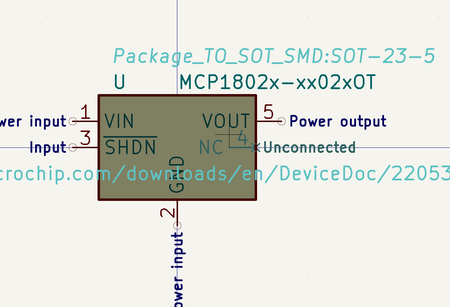 Package_TO_SOT_SMD:SOT-23-5
U MCP1802x-xx02xOT
wer input 1 VIN VOUT 5 Power output
Input 3 SHDN NC 4 Unconnected
crochip.com/downloads/en/DeviceDoc/22053
GND
2
ower input